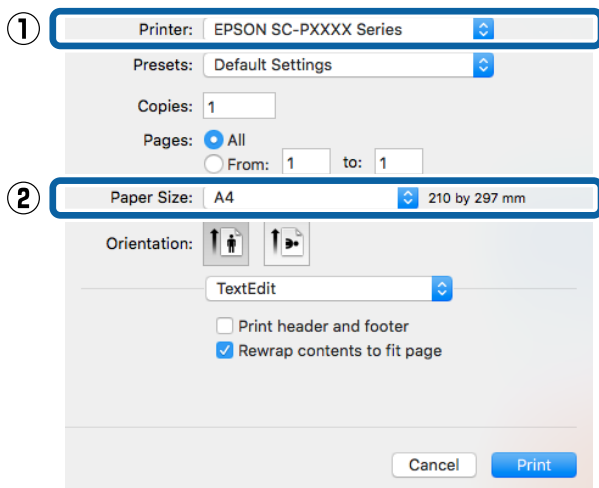 ① Printer: EPSON SC-PXXXX Series
Presets: Default Settings
Copies: 1
Pages: All
From: 1 to: 1
② Paper Size: A4 210 by 297 mm
Orientation:
TextEdit
Print header and footer
Rewrap contents to fit page
Cancel Print